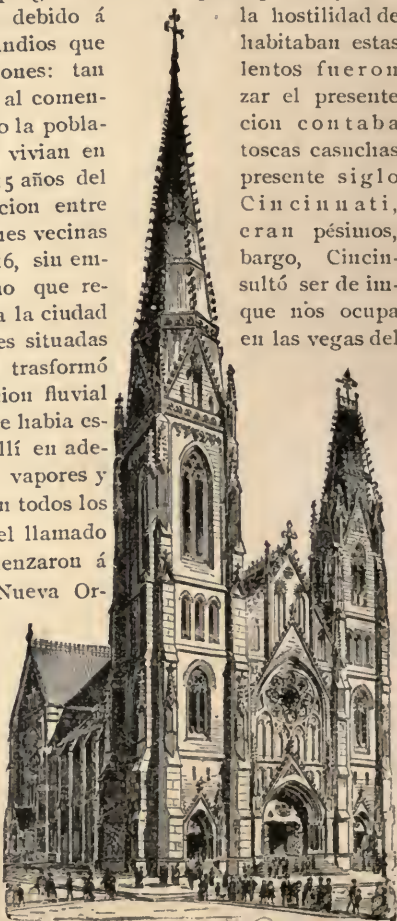 debido á la hostilidad de
ndios que habitaban estas
ones: tan lentos fueron
al comen- zar el presente
o la pobla- cion contaba
vivian en toscas casuchas
5 años del presente siglo
cion entre Cincinnati,
nes vecinas eran pésimos,
6, sin em- bargo, Cincin-
no que re- sultó ser de im-
a la ciudad que nos ocupa
es situadas en las vegas del
trasformó
cion fluvial
e habia es-
llí en ade-
vapores y
n todos los
el llamado
enzaron á
Nueva Or-